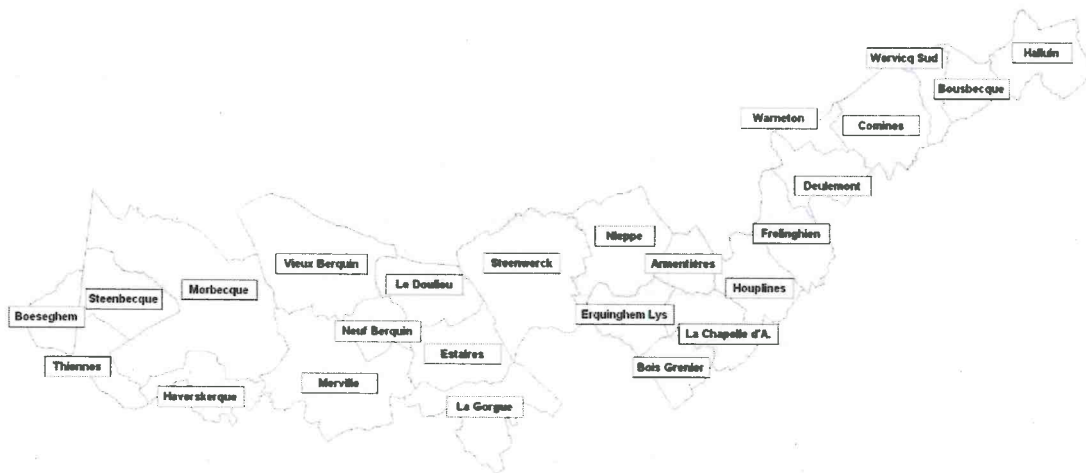 Halluin
Wervicq Sud
Bousbecque
Warneton
Comines
Deulemont
Frelinghien
Nieppe
Armentières
Steenwerck
Vieux Berquin
Le Doulieu
Houplines
Morbecque
Steenbecque
Boeseghem
Erquinghem Lys
Neuf Berquin
La Chapelle d'A.
Estaires
Thiennes
Bois Grenier
Merville
Haverskerque
La Gorgue